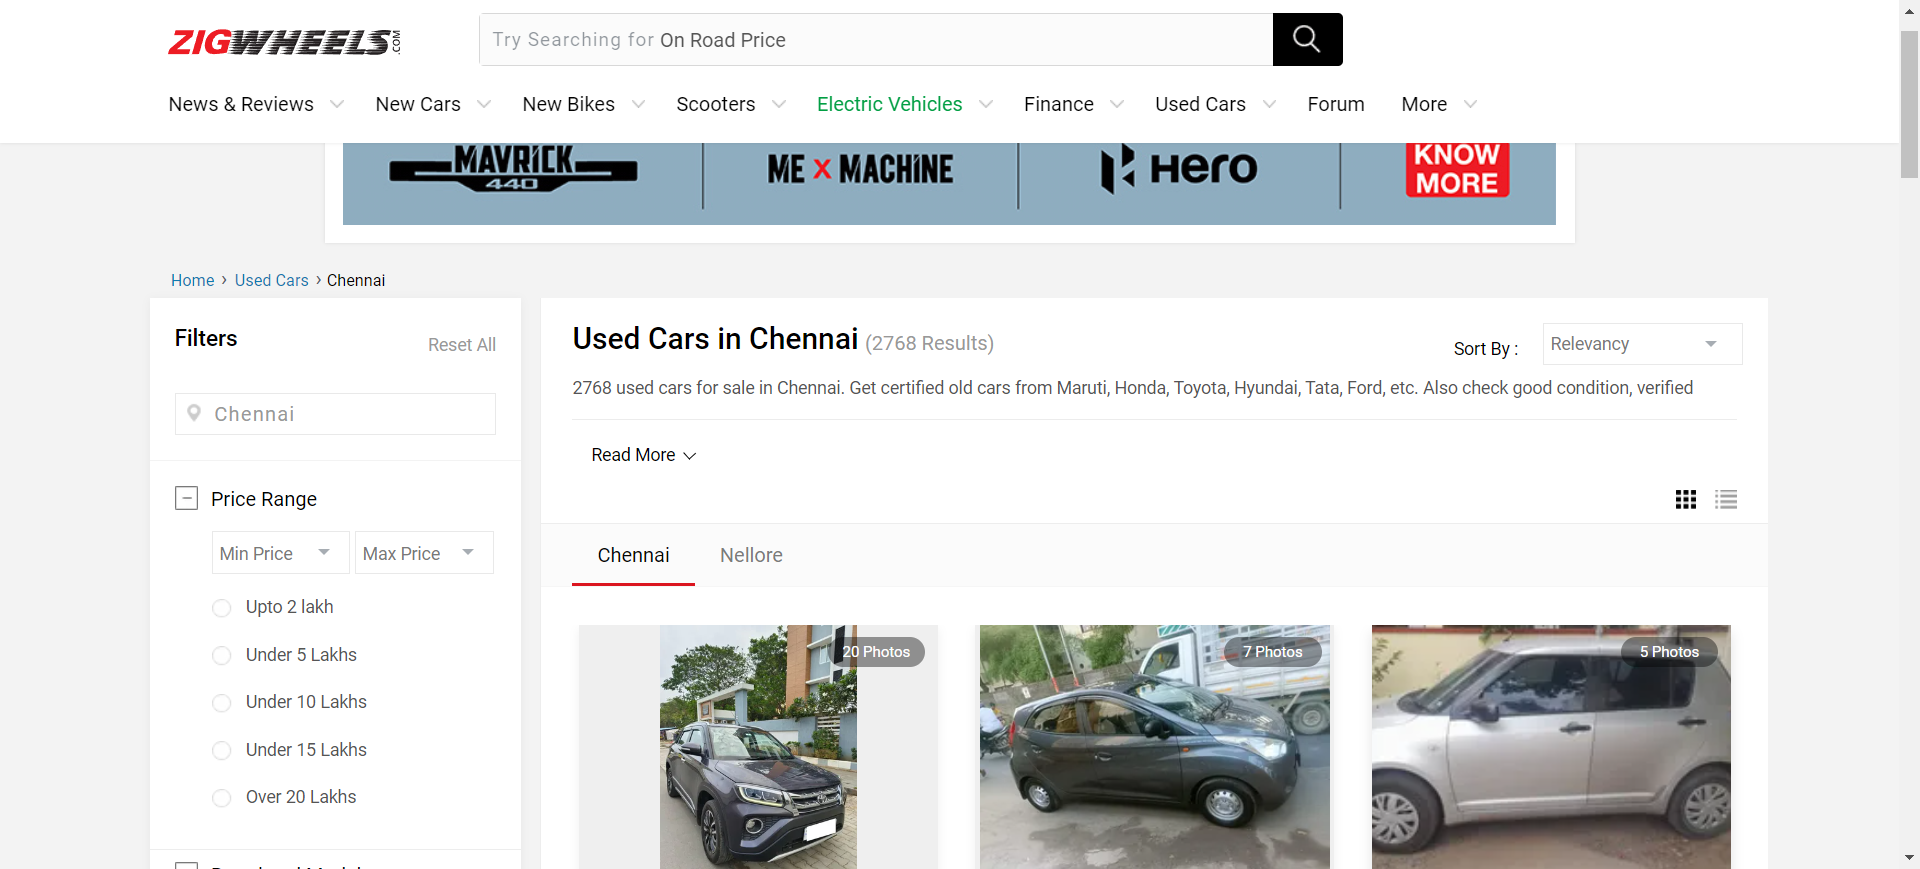 ZIGWHEELS.COM
Try Searching for On Road Price
News & Reviews
New Cars
New Bikes
Scooters
Electric Vehicles
Finance
Used Cars
Forum
More
MAVRICK
440
ME X MACHINE
Hero
KNOW
MORE
Home › Used Cars › Chennai
Filters
Reset All
Chennai
Price Range
Min Price
Max Price
Upto 2 lakh
Under 5 Lakhs
Under 10 Lakhs
Under 15 Lakhs
Over 20 Lakhs
Used Cars in Chennai (2768 Results)
Sort By :
Relevancy
2768 used cars for sale in Chennai. Get certified old cars from Maruti, Honda, Toyota, Hyundai, Tata, Ford, etc. Also check good condition, verified
Read More
Chennai
Nellore
20 Photos
7 Photos
5 Photos